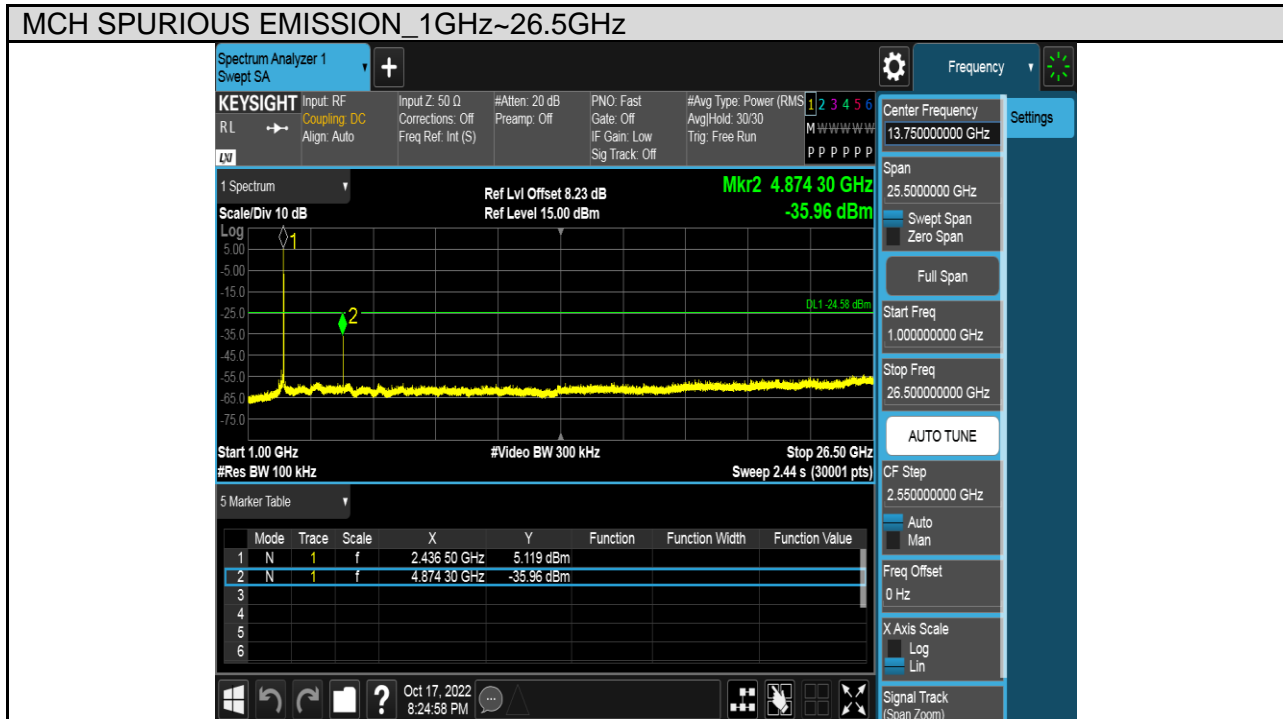 MCH SPURIOUS EMISSION_1GHz~26.5GHz
Spectrum Analyzer 1
Swept SA
+
Frequency
KEYSIGHT
RL
LXI
Input: RF
Coupling: DC
Align: Auto
Input Z: 50 Ω
Corrections: Off
Freq Ref: Int (S)
#Atten: 20 dB
Preamp: Off
PNO: Fast
Gate: Off
IF Gain: Low
Sig Track: Off
#Avg Type: Power (RMS
Avg|Hold: 30/30
Trig: Free Run
1 2 3 4 5 6
M W W W W W
P P P P P P
1 Spectrum
Scale/Div 10 dB
Ref Lvl Offset 8.23 dB
Ref Level 15.00 dBm
Mkr2 4.874 30 GHz
-35.96 dBm
Log
5.00
-5.00
-15.0
-25.0
-35.0
-45.0
-55.0
-65.0
-75.0
1
2
DL1 -24.58 dBm
Start 1.00 GHz
#Res BW 100 kHz
#Video BW 300 kHz
Stop 26.50 GHz
Sweep 2.44 s (30001 pts)
5 Marker Table
Mode Trace Scale X Y Function Function Width Function Value
1 N 1 f 2.436 50 GHz 5.119 dBm
2 N 1 f 4.874 30 GHz -35.96 dBm
3
4
5
6
Center Frequency
13.75000000 GHz
Span
25.5000000 GHz
Swept Span
Zero Span
Full Span
Start Freq
1.000000000 GHz
Stop Freq
26.500000000 GHz
AUTO TUNE
CF Step
2.550000000 GHz
Auto
Man
Freq Offset
0 Hz
X Axis Scale
Log
Lin
Signal Track
(Span Zoom)
Settings
?
Oct 17, 2022
8:24:58 PM